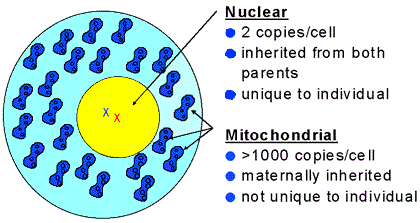 Nuclear
2 copies/cell
inherited from both
parents
unique to individual
X
X
Mitochondrial
>1000 copies/cell
maternally inherited
not unique to individual